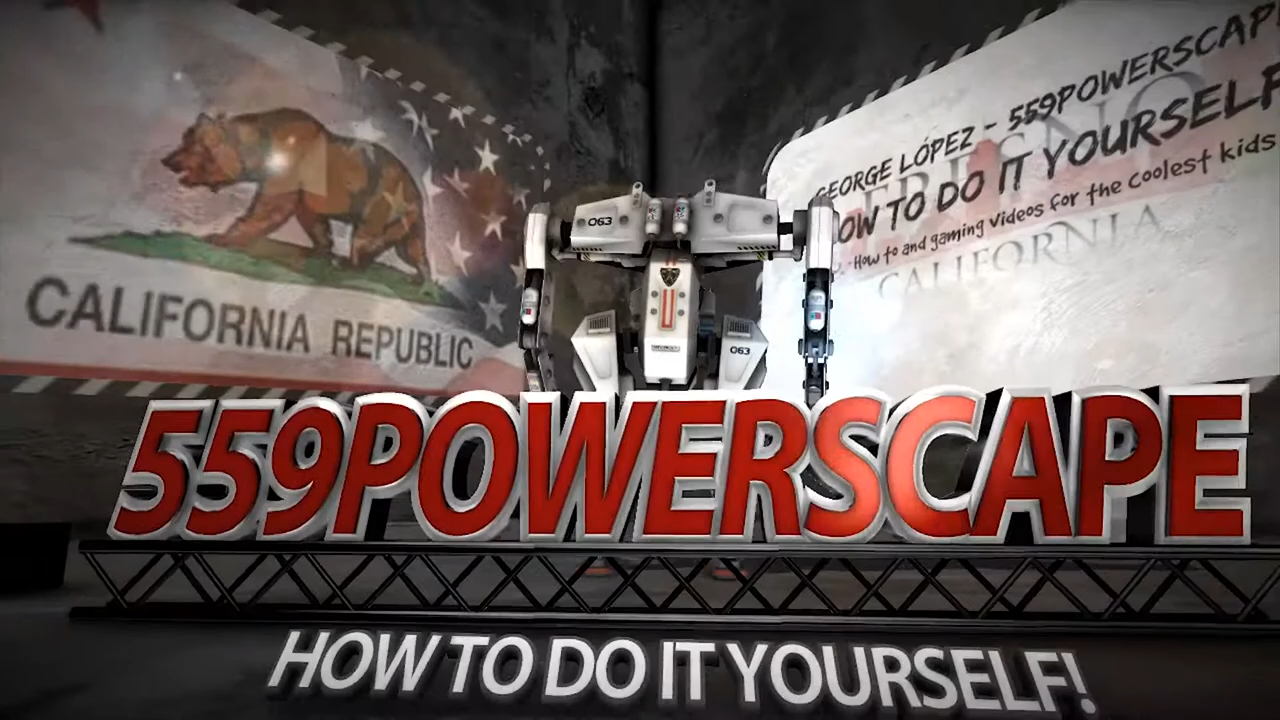 CALIFORNIA REPUBLIC
GEORGE LÓPEZ - 559POWERSCAPE
HOW TO DO IT YOURSELF
How to and gaming videos for the coolest kids
FRESNO
CALIFORNIA
063
063
559POWERSCAPE
HOW TO DO IT YOURSELF!